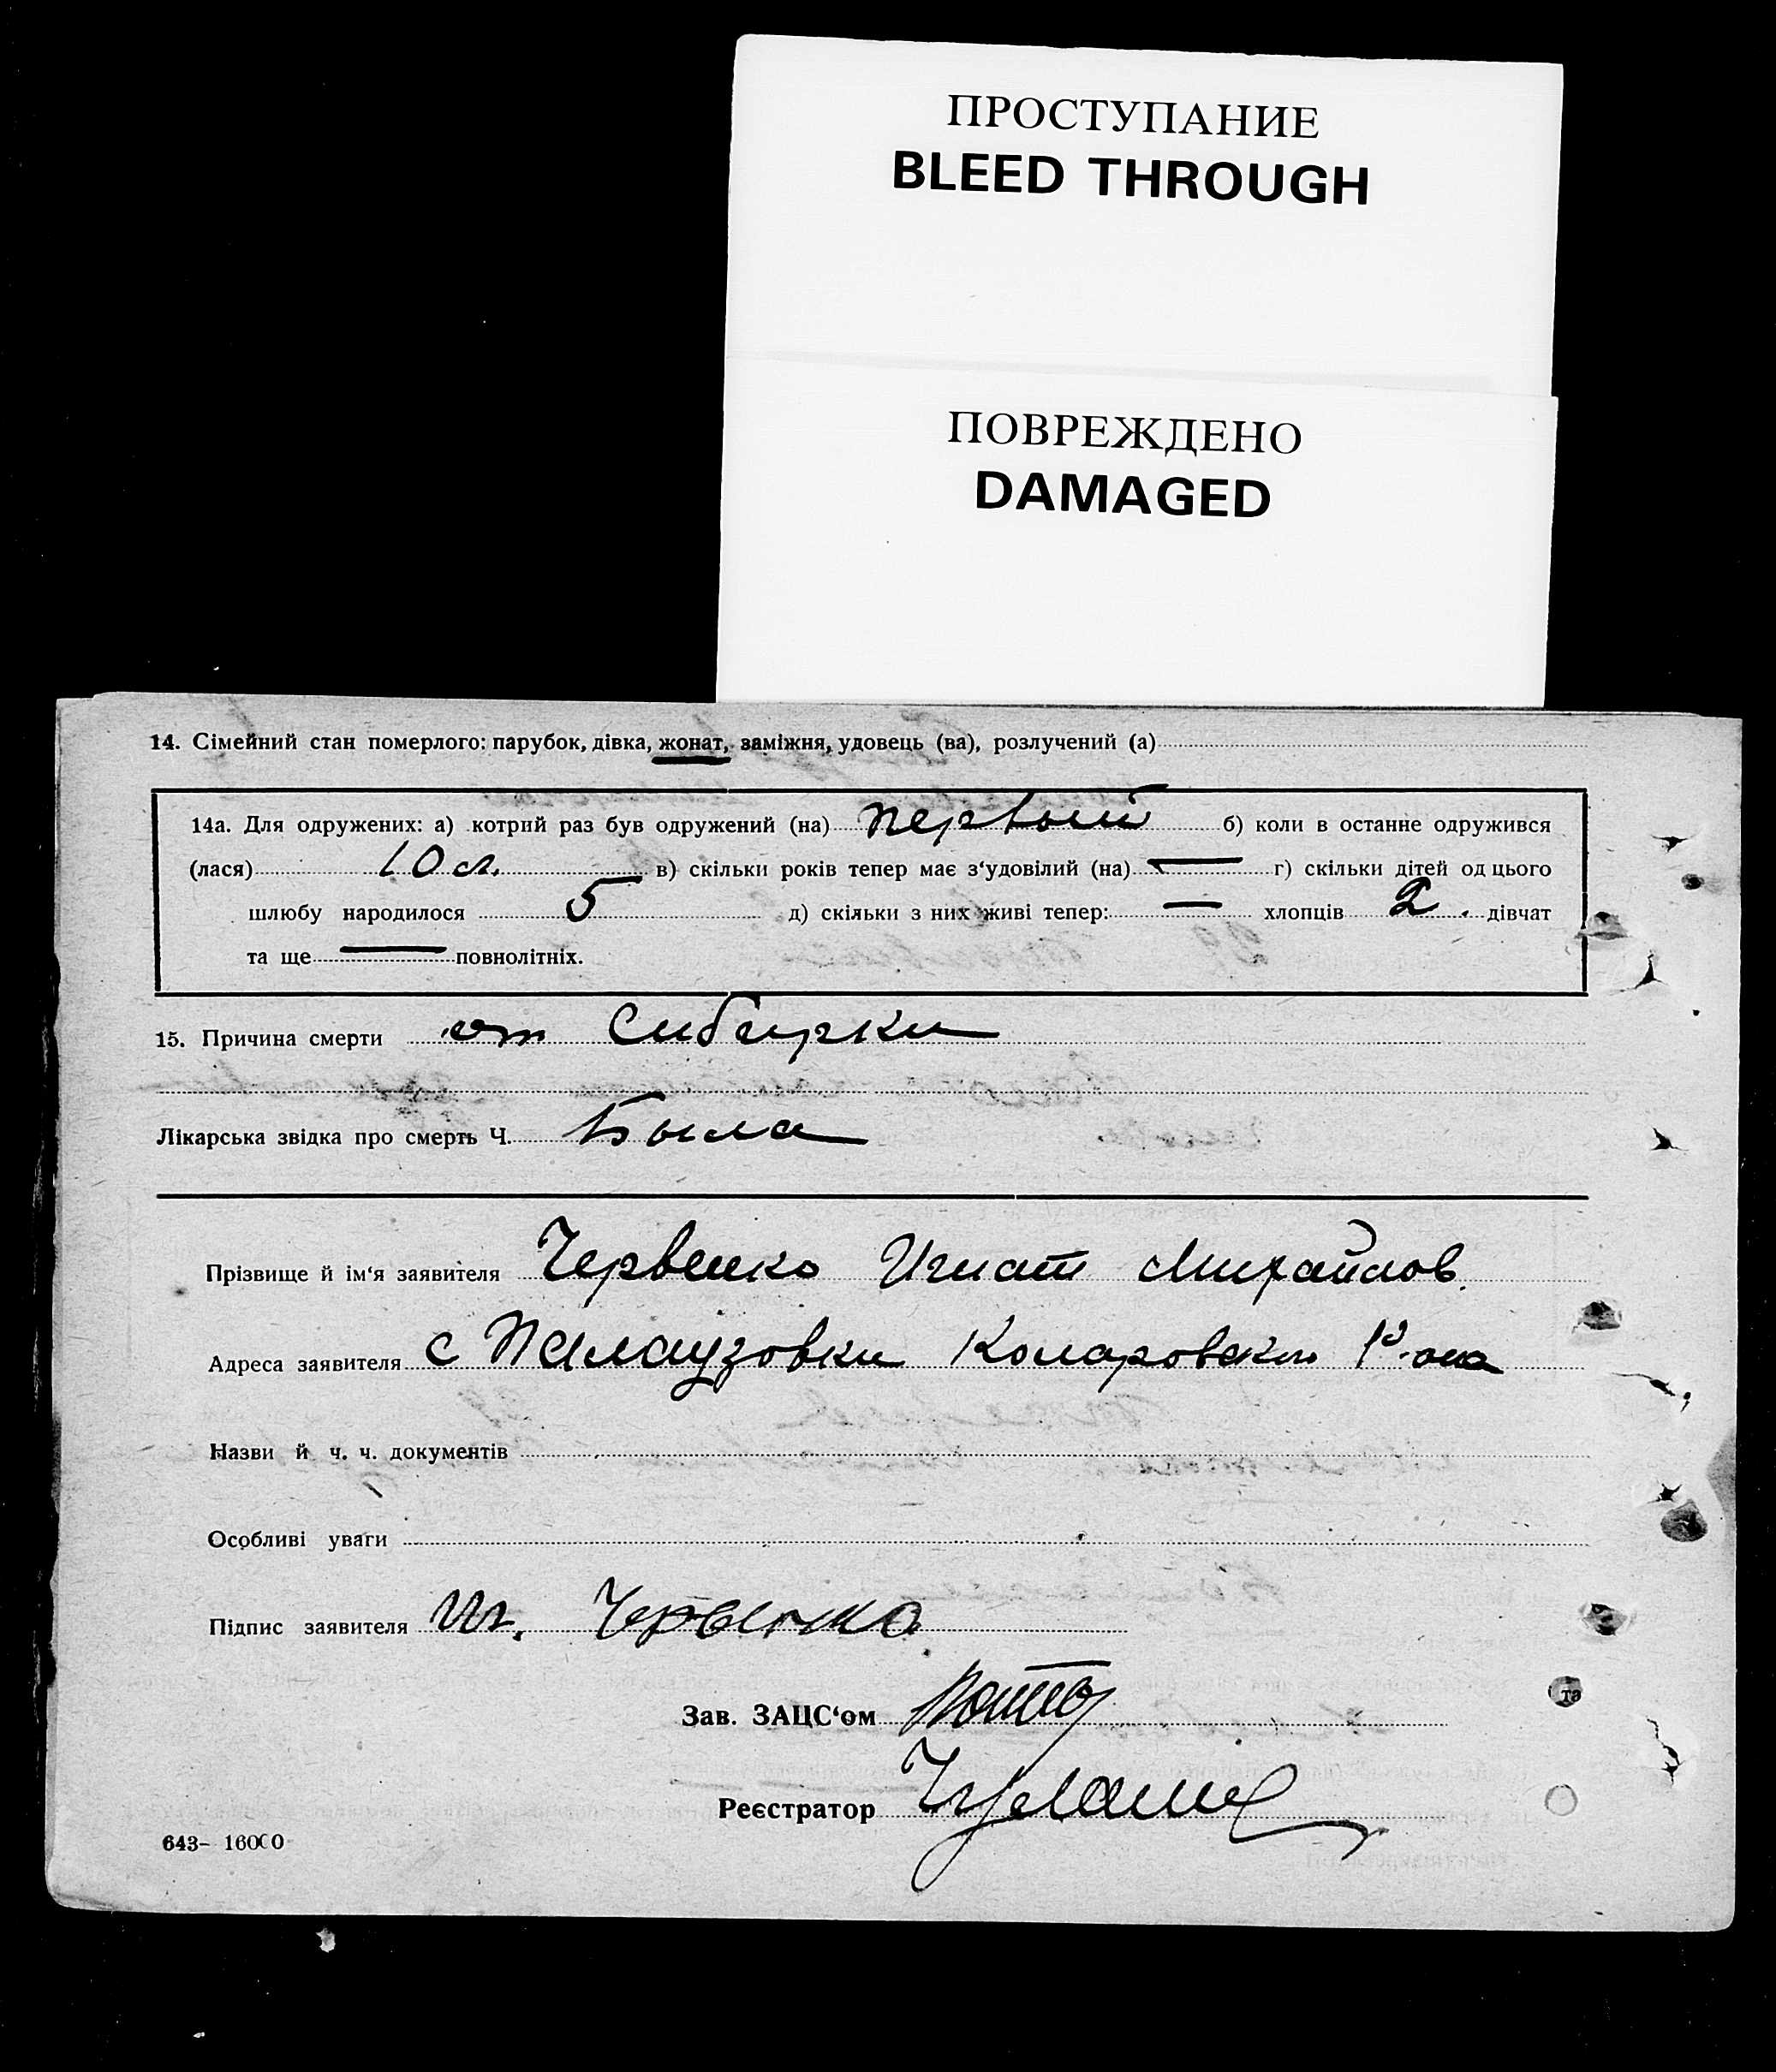 ПРОСТУПАНИЕ
BLEED THROUGH
ПОВРЕЖДЕНО
DAMAGED
14. Сімейний стан померлого: парубок, дівка, жонат, заміжня, удовець (ва), розлучений (а)
14а. Для одружених: а) котрий раз був одружений (на) первый б) коли в останнє одружився
(лася) 10 л. в) скільки років тепер має з'удовілий (на) — г) скільки дітей од цього
шлюбу народилося 5 д) скільки з них живі тепер: — хлопців 2. дівчат
та ще — повнолітніх.
15. Причина смерти от Сибирки
Лікарська звідка про смерть Ч. Была
Прізвище й ім'я заявителя Червенко Игнат Михайлов.
Адреса заявителя с Палаузовки Коларовского р-она
Назви й ч. ч. документів
Особливі уваги
Підпис заявителя Иг. Червенко
Зав. ЗАЦС'ом
Реєстратор
та
643– 16000